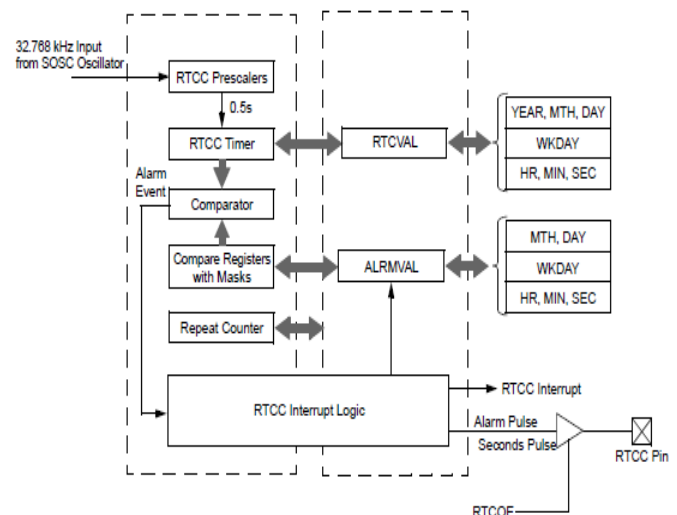 32.768 kHz Input
from SOSC Oscillator
RTCC Prescalers
0.5s
RTCC Timer
RTCVAL
YEAR, MTH, DAY
WKDAY
HR, MIN, SEC
Alarm
Event
Comparator
Compare Registers
with Masks
ALRMVAL
MTH, DAY
WKDAY
HR, MIN, SEC
Repeat Counter
RTCC Interrupt Logic
RTCC Interrupt
Alarm Pulse
Seconds Pulse
RTCC Pin
RTCOE